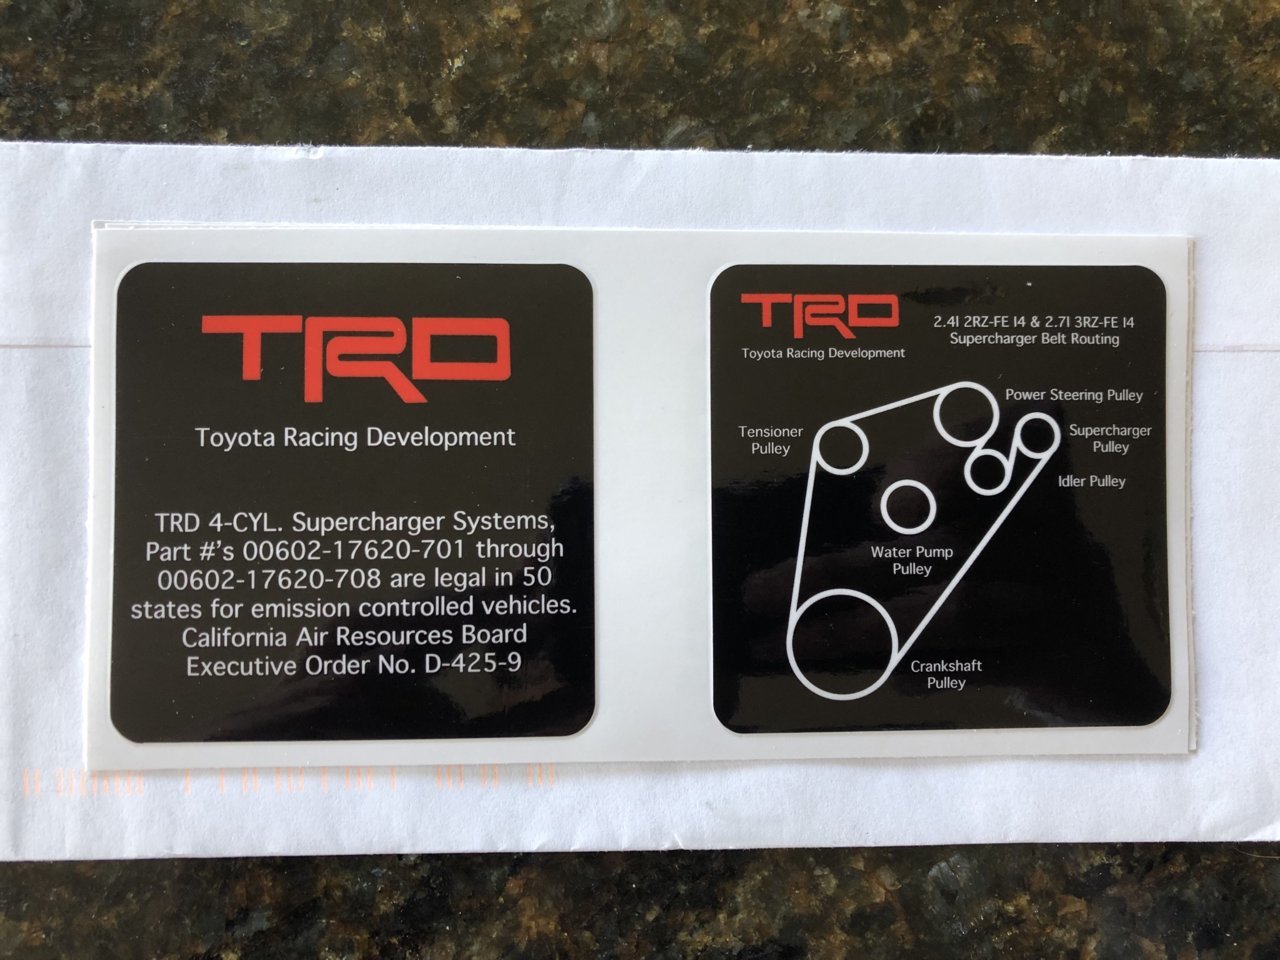 TRD
Toyota Racing Development
TRD 4-CYL. Supercharger Systems,
Part #'s 00602-17620-701 through
00602-17620-708 are legal in 50
states for emission controlled vehicles.
California Air Resources Board
Executive Order No. D-425-9
TRD
Toyota Racing Development
2.4l 2RZ-FE I4 & 2.7l 3RZ-FE I4
Supercharger Belt Routing
Power Steering Pulley
Tensioner
Pulley
Supercharger
Pulley
Idler Pulley
Water Pump
Pulley
Crankshaft
Pulley